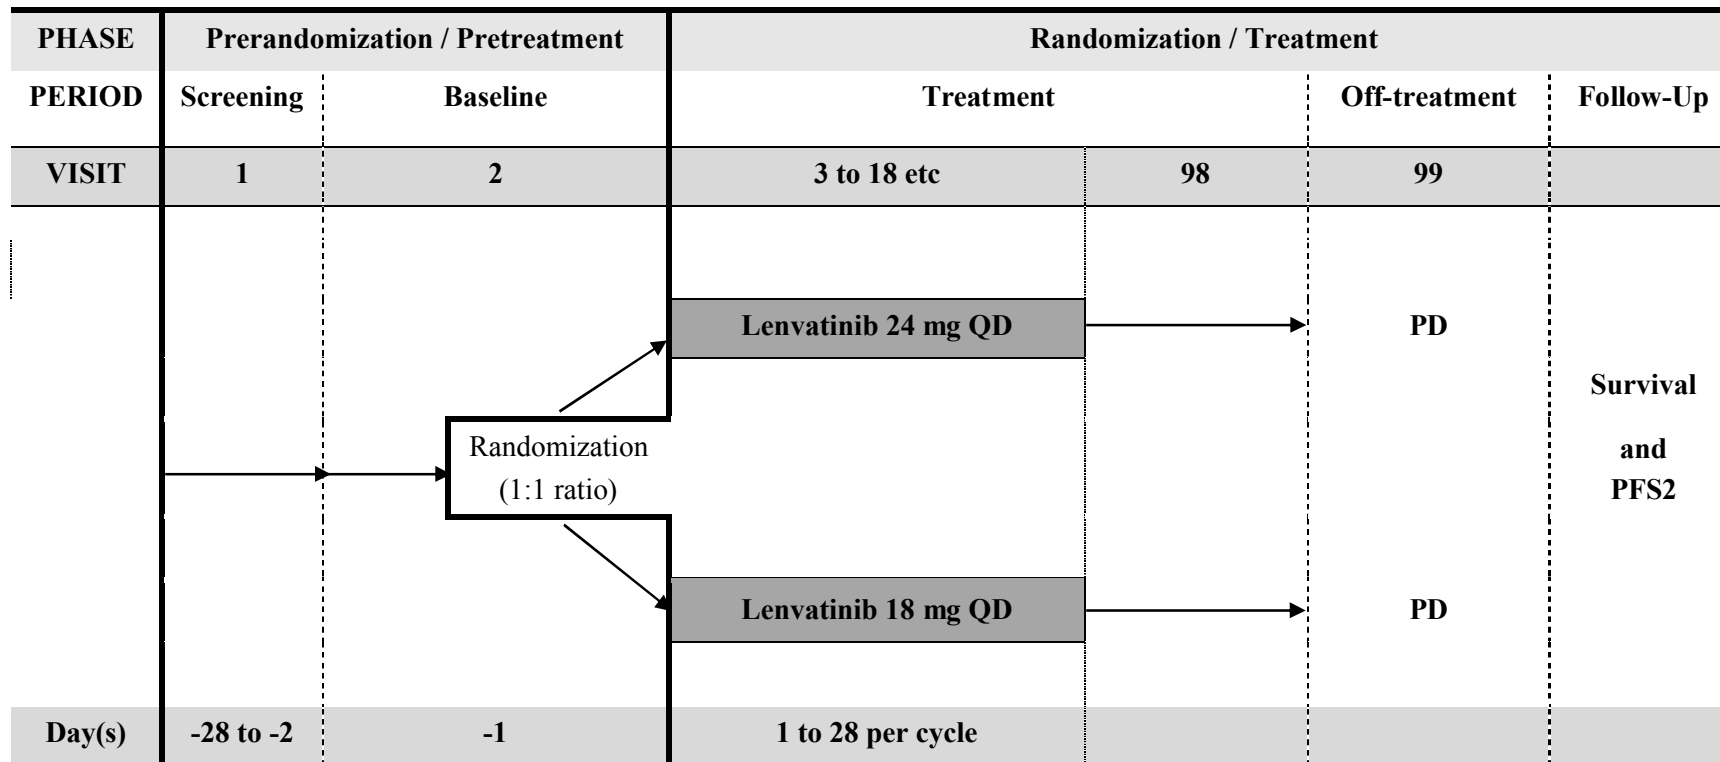 PHASE Prerandomization / Pretreatment Randomization / Treatment
PERIOD Screening Baseline Treatment Off-treatment Follow-Up
VISIT 1 2 3 to 18 etc 98 99
Lenvatinib 24 mg QD PD
Survival
and
PFS2
Randomization
(1:1 ratio)
Lenvatinib 18 mg QD PD
Day(s) -28 to -2 -1 1 to 28 per cycle